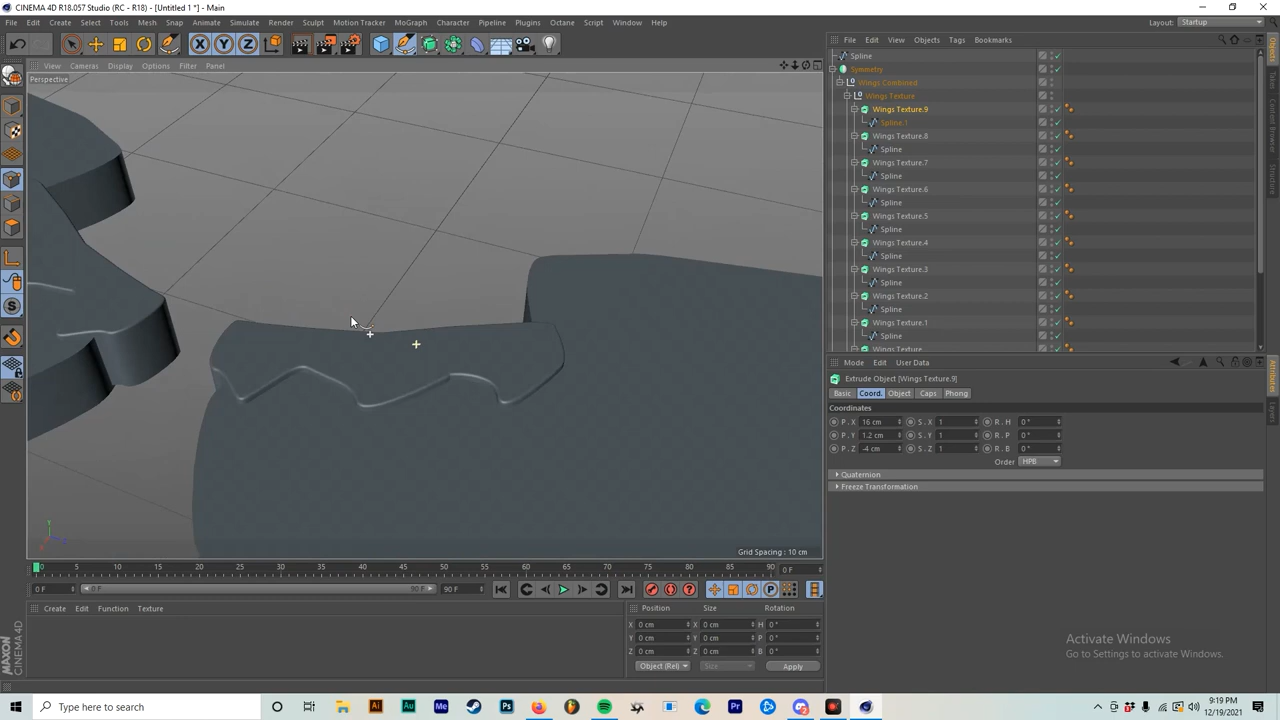 CINEMA 4D R18.057 Studio (RC - R18) - [Untitled 1 *] - Main
File Edit Create Select Tools Mesh Snap Animate Simulate Render Sculpt Motion Tracker MoGraph Character Pipeline Plugins Octane Script Window Help
Layout: Startup
View Cameras Display Options Filter Panel
Perspective
File Edit View Objects Tags Bookmarks
Spline
Symmetry
Wings Combined
Wings Texture
Wings Texture.9
Spline.1
Wings Texture.8
Spline
Wings Texture.7
Spline
Wings Texture.6
Spline
Wings Texture.5
Spline
Wings Texture.4
Spline
Wings Texture.3
Spline
Wings Texture.2
Spline
Wings Texture.1
Spline
Wings Texture
Objects
Takes
Content Browser
Structure
Mode Edit User Data
Extrude Object [Wings Texture.9]
Basic Coord. Object Caps Phong
Coordinates
P . X 16 cm S . X 1 R . H 0 °
P . Y 1.2 cm S . Y 1 R . P 0 °
P . Z -4 cm S . Z 1 R . B 0 °
Order HPB
Quaternion
Freeze Transformation
Attributes
Layers
Grid Spacing : 10 cm
0 5 10 15 20 25 30 35 40 45 50 55 60 65 70 75 80 85 90 0 F
0 F 0 F 90 F 90 F
Create Edit Function Texture
Position Size Rotation
X 0 cm X 0 cm H 0 °
Y 0 cm Y 0 cm P 0 °
Z 0 cm Z 0 cm B 0 °
Object (Rel) Size Apply
MAXON
CINEMA 4D
Activate Windows
Go to Settings to activate Windows.
Type here to search
9:19 PM
12/19/2021